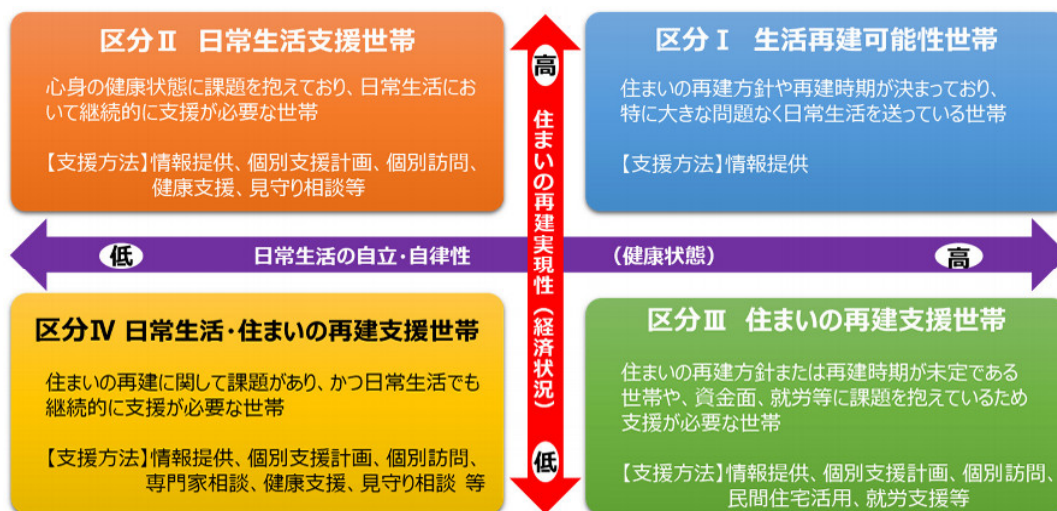 区分Ⅱ 日常生活支援世帯
心身の健康状態に課題を抱えており、日常生活にお
いて継続的に支援が必要な世帯
【支援方法】情報提供、個別支援計画、個別訪問、
健康支援、見守り相談等
区分Ⅰ 生活再建可能性世帯
住まいの再建方針や再建時期が決まっており、
特に大きな問題なく日常生活を送っている世帯
【支援方法】情報提供
高
住まいの再建実現性(経済状況)
低
低
日常生活の自立・自律性
(健康状態)
高
区分Ⅳ 日常生活・住まいの再建支援世帯
住まいの再建に関して課題があり、かつ日常生活でも
継続的に支援が必要な世帯
【支援方法】情報提供、個別支援計画、個別訪問、
専門家相談、健康支援、見守り相談 等
区分Ⅲ 住まいの再建支援世帯
住まいの再建方針または再建時期が未定である
世帯や、資金面、就労等に課題を抱えているため
支援が必要な世帯
【支援方法】情報提供、個別支援計画、個別訪問、
民間住宅活用、就労支援等